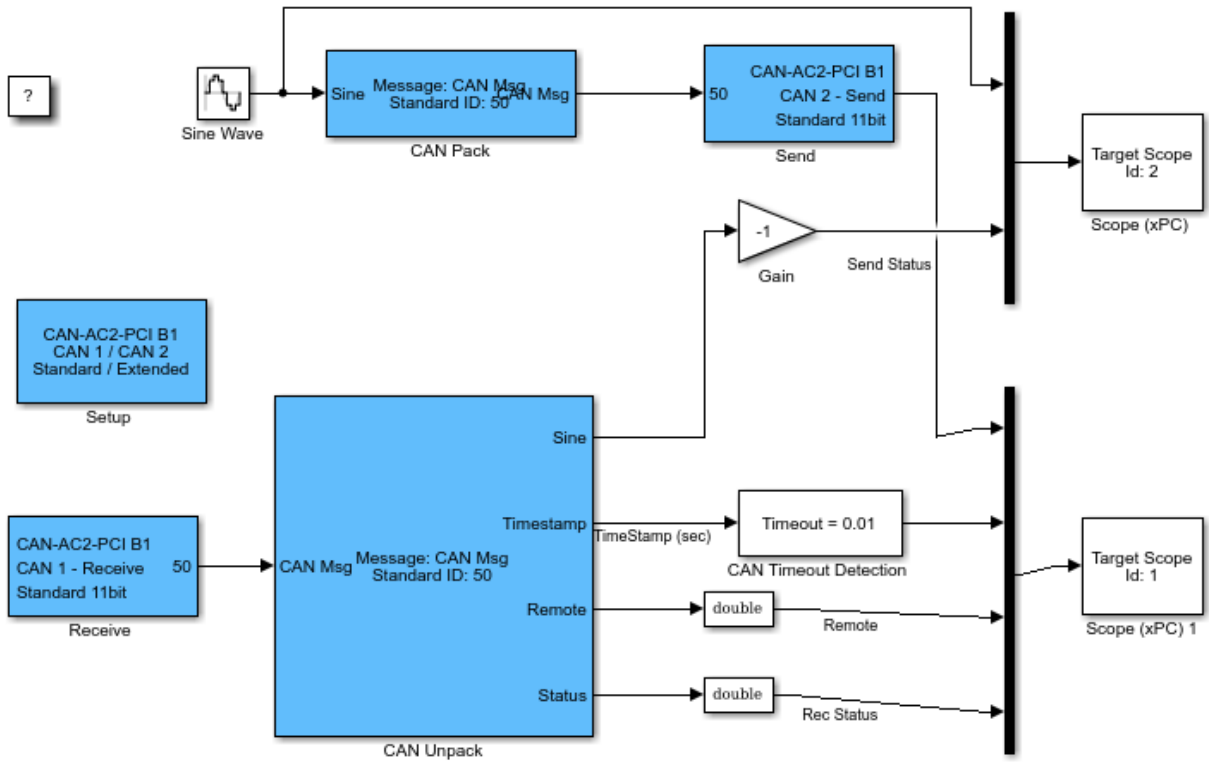 ?
Sine Wave
Sine
Message: CAN Msg
Standard ID: 50
CAN Msg
CAN Pack
50
CAN-AC2-PCI B1
CAN 2 - Send
Standard 11bit
Send
Target Scope
Id: 2
Scope (xPC)
-1
Gain
Send Status
CAN-AC2-PCI B1
CAN 1 / CAN 2
Standard / Extended
Setup
CAN-AC2-PCI B1
CAN 1 - Receive
Standard 11bit
50
Receive
CAN Msg
Message: CAN Msg
Standard ID: 50
Sine
Timestamp
Remote
Status
CAN Unpack
TimeStamp (sec)
Timeout = 0.01
CAN Timeout Detection
double
Remote
double
Rec Status
Target Scope
Id: 1
Scope (xPC) 1